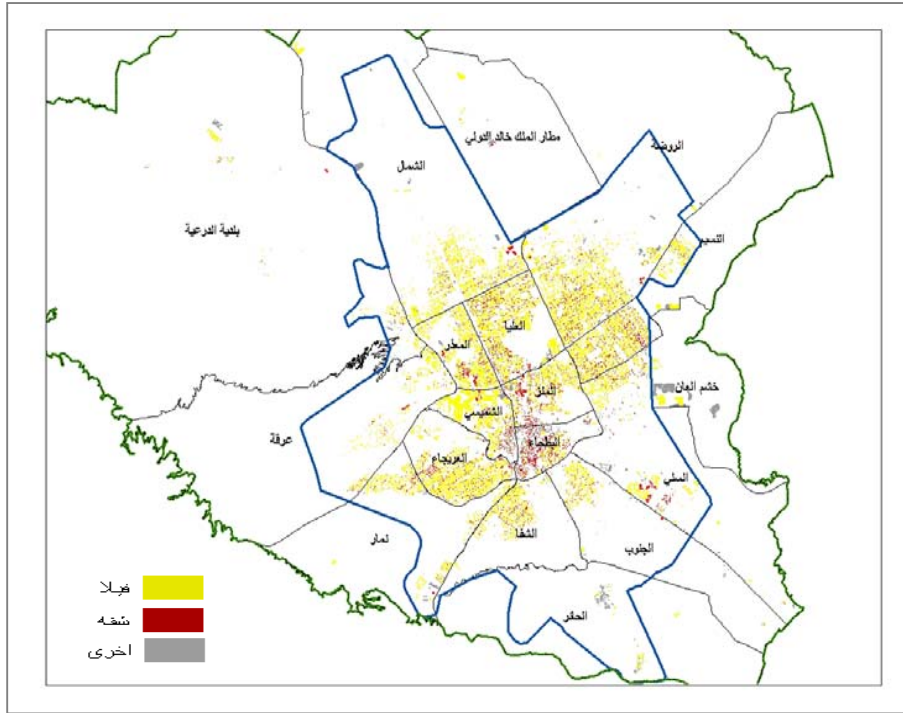 مطار الملك خالد الدولي
الروضة
الشمال
بلدية الدرعية
النسيم
العليا
المعذر
خشم العان
الملز
الشميسي
عرقة
البطحاء
العريجاء
السلي
الشفا
نمار
الجنوب
الحائر
فيلا
شقه
اخرى